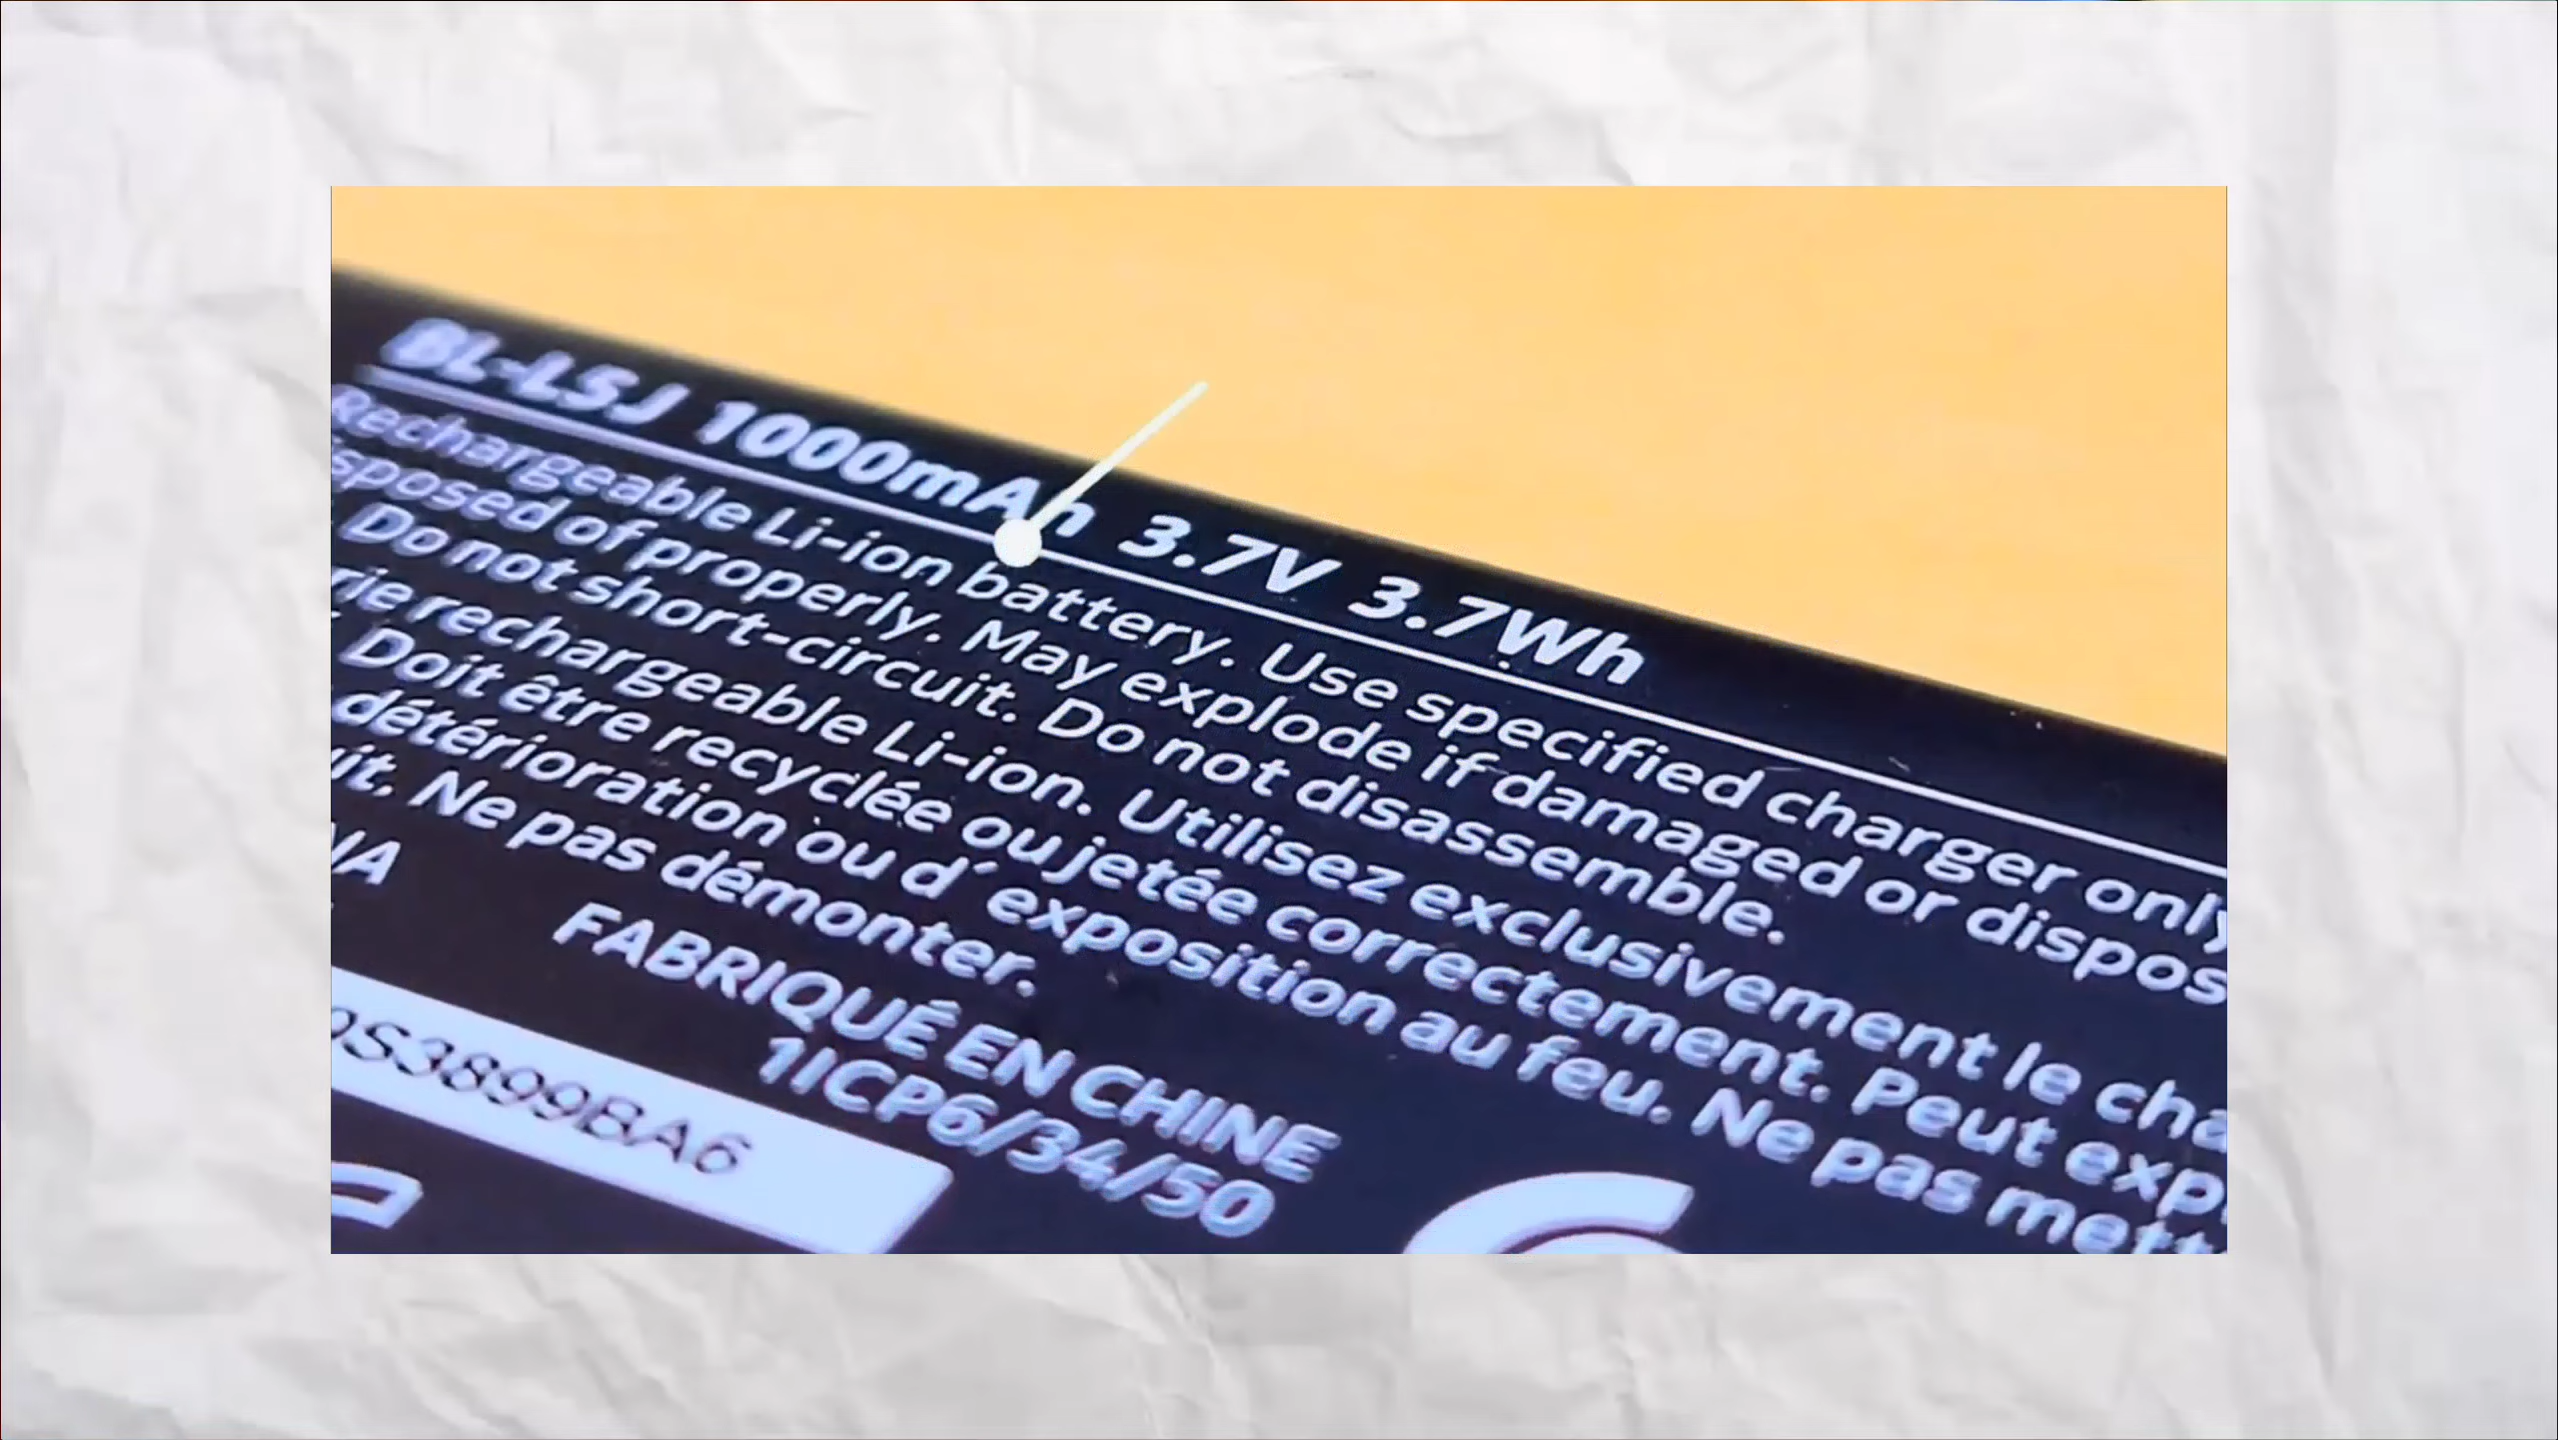 BL-L5J 1000mAh 3.7V 3.7Wh
Rechargeable Li-ion battery. Use specified charger only
sposed of properly. May explode if damaged or dispos
Do not short-circuit. Do not disassemble.
rie rechargeable Li-ion. Utilisez exclusivement le cha
Doit être recyclée ou jetée correctement. Peut exp
détérioration ou d'exposition au feu. Ne pas mett
uit. Ne pas démonter.
NA
FABRIQUÉ EN CHINE
1ICP6/34/50
9S3899BA6